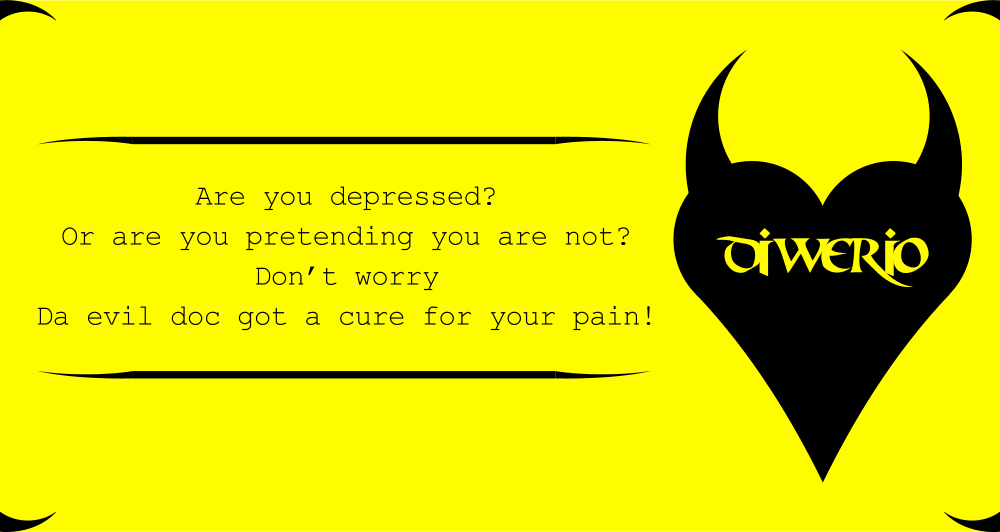 Are you depressed?
Or are you pretending you are not?
Don’t worry
Da evil doc got a cure for your pain!
DIWERIO